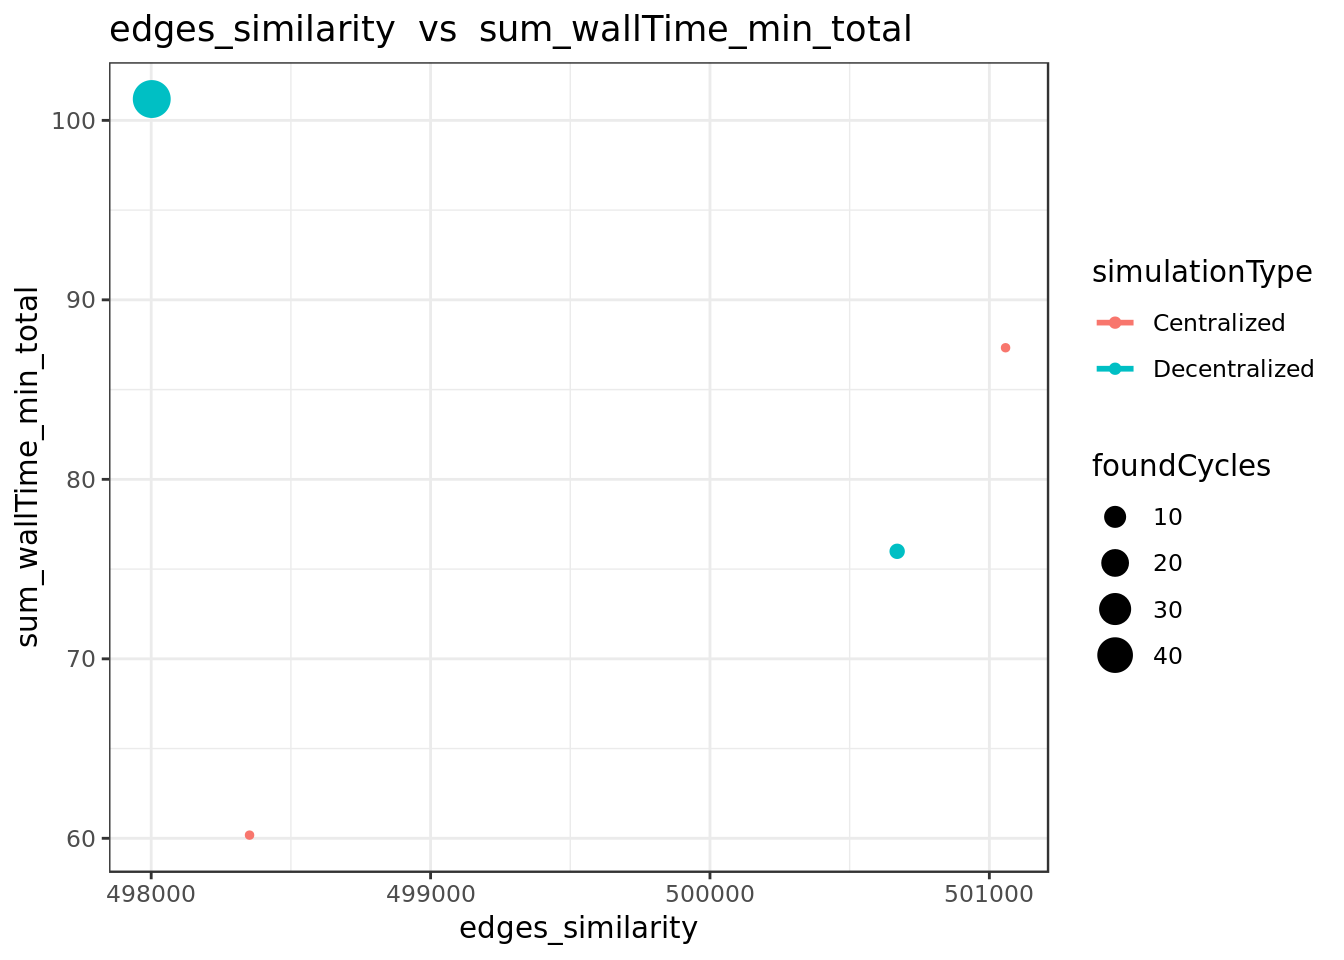 edges_similarity  vs  sum_wallTime_min_total
sum_wallTime_min_total
100
90
80
70
60
498000
499000
500000
501000
edges_similarity
simulationType
Centralized
Decentralized
foundCycles
10
20
30
40